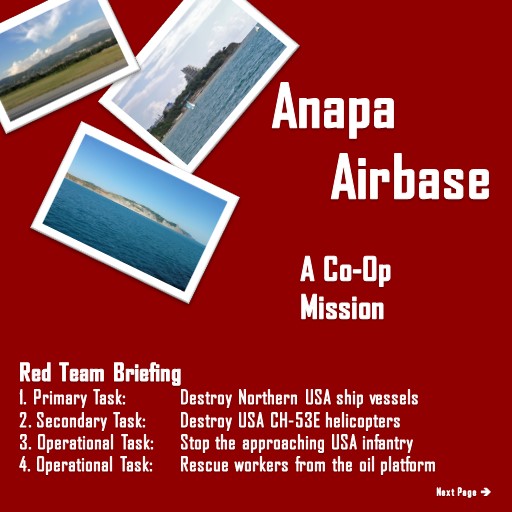 Anapa
Airbase
A Co-Op
Mission
Red Team Briefing
1. Primary Task: Destroy Northern USA ship vessels
2. Secondary Task: Destroy USA CH-53E helicopters
3. Operational Task: Stop the approaching USA infantry
4. Operational Task: Rescue workers from the oil platform
Next Page →